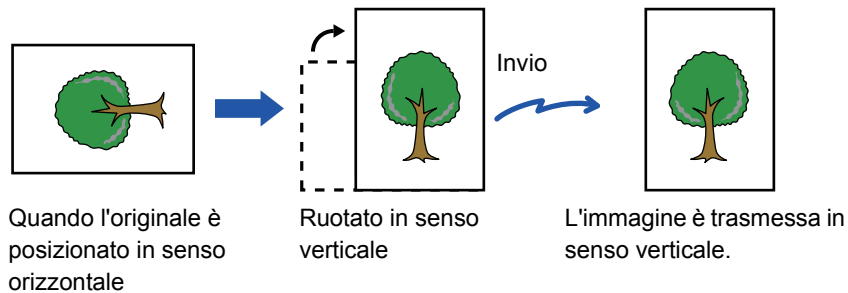 Invio
Quando l'originale è
posizionato in senso
orizzontale
Ruotato in senso
verticale
L'immagine è trasmessa in
senso verticale.